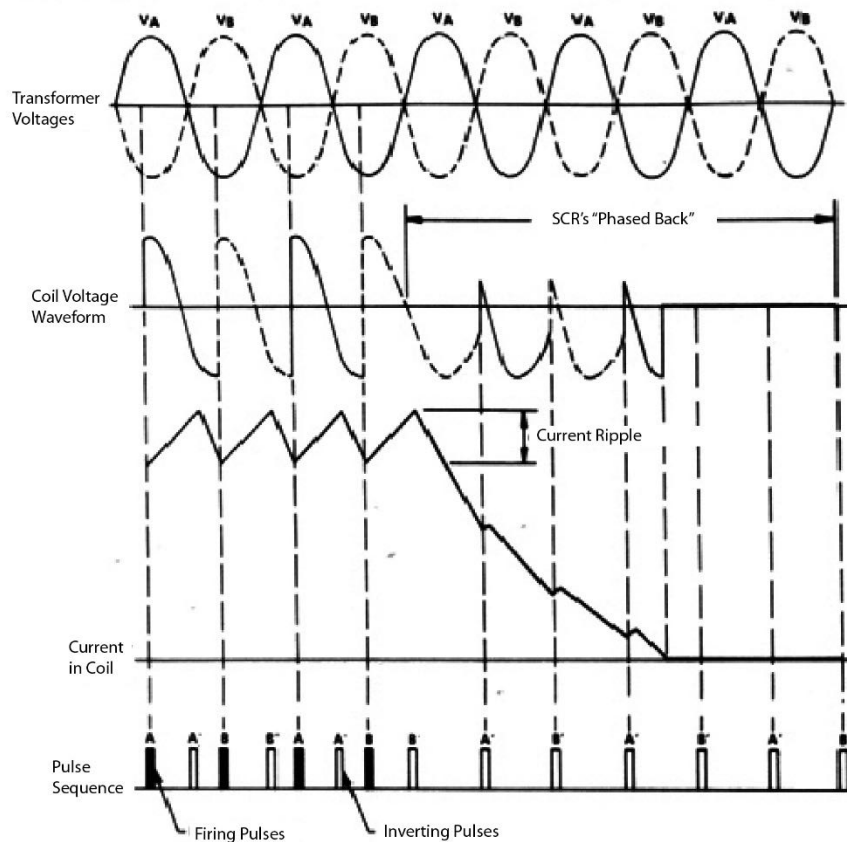 VA VB VA VB VA VB VA VB VA VB
Transformer
Voltages
SCR's "Phased Back"
Coil Voltage
Waveform
Current Ripple
Current
in Coil
A A' B B' A A' B B' A' B' A' B' A' B
Pulse
Sequence
Firing Pulses
Inverting Pulses